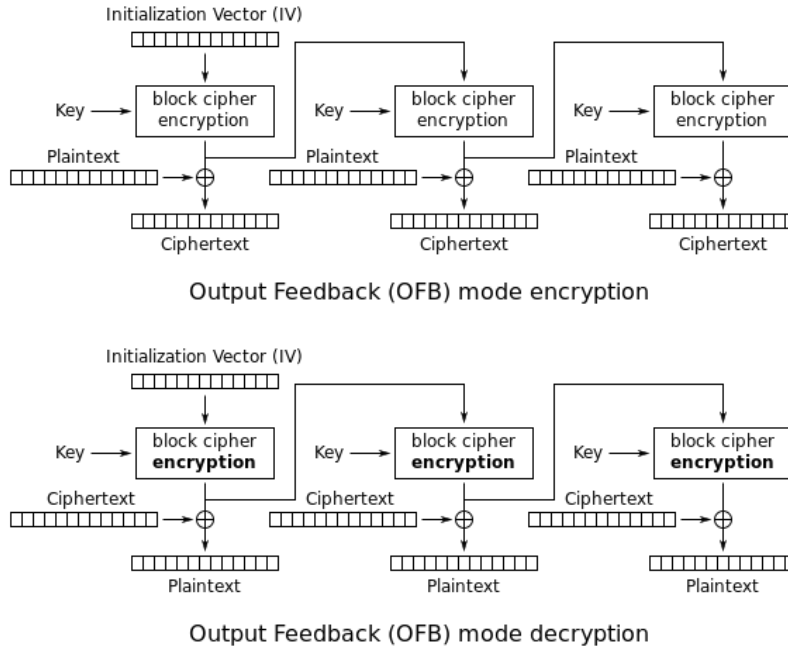 Initialization Vector (IV)
Key
block cipher
encryption
Key
block cipher
encryption
Key
block cipher
encryption
Plaintext
Plaintext
Plaintext
Ciphertext
Ciphertext
Ciphertext
Output Feedback (OFB) mode encryption
Initialization Vector (IV)
Key
block cipher
encryption
Key
block cipher
encryption
Key
block cipher
encryption
Ciphertext
Ciphertext
Ciphertext
Plaintext
Plaintext
Plaintext
Output Feedback (OFB) mode decryption